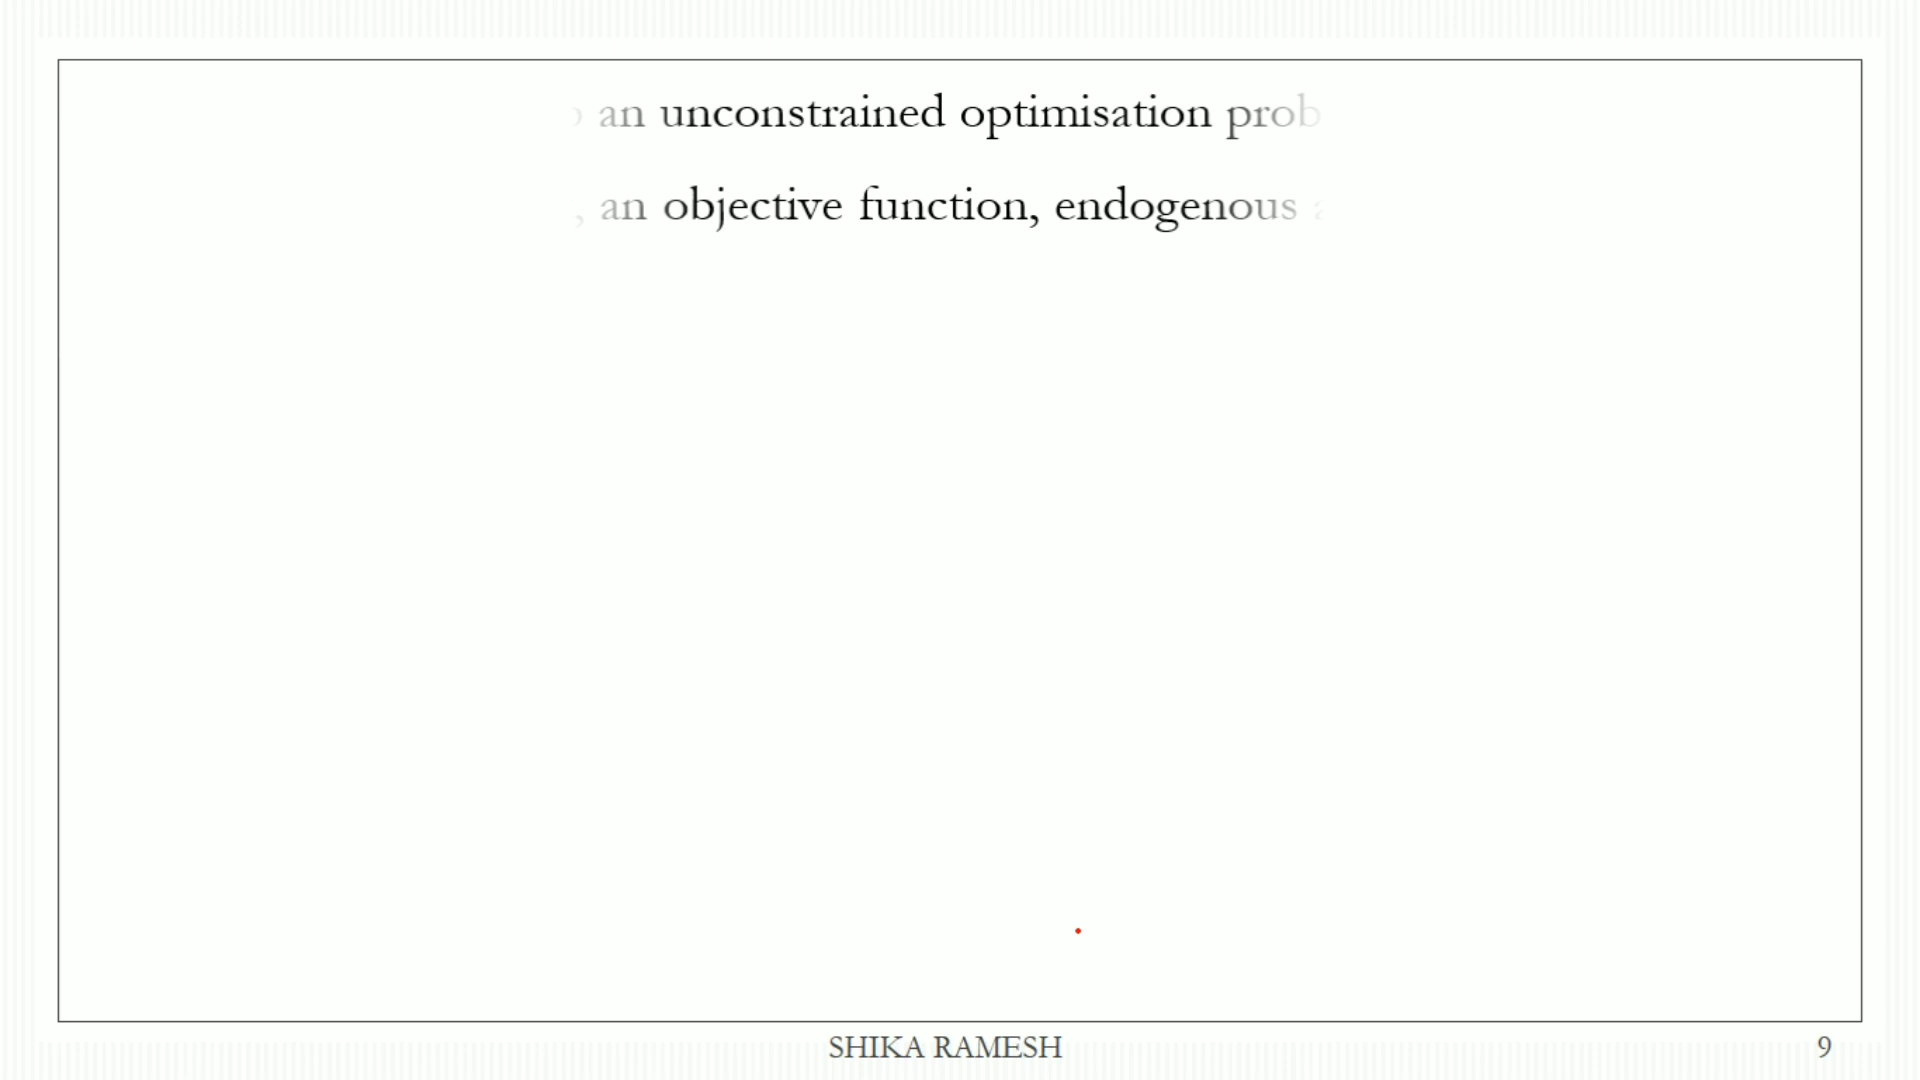 an unconstrained optimisation prob
, an objective function, endogenous
SHIKA RAMESH
9